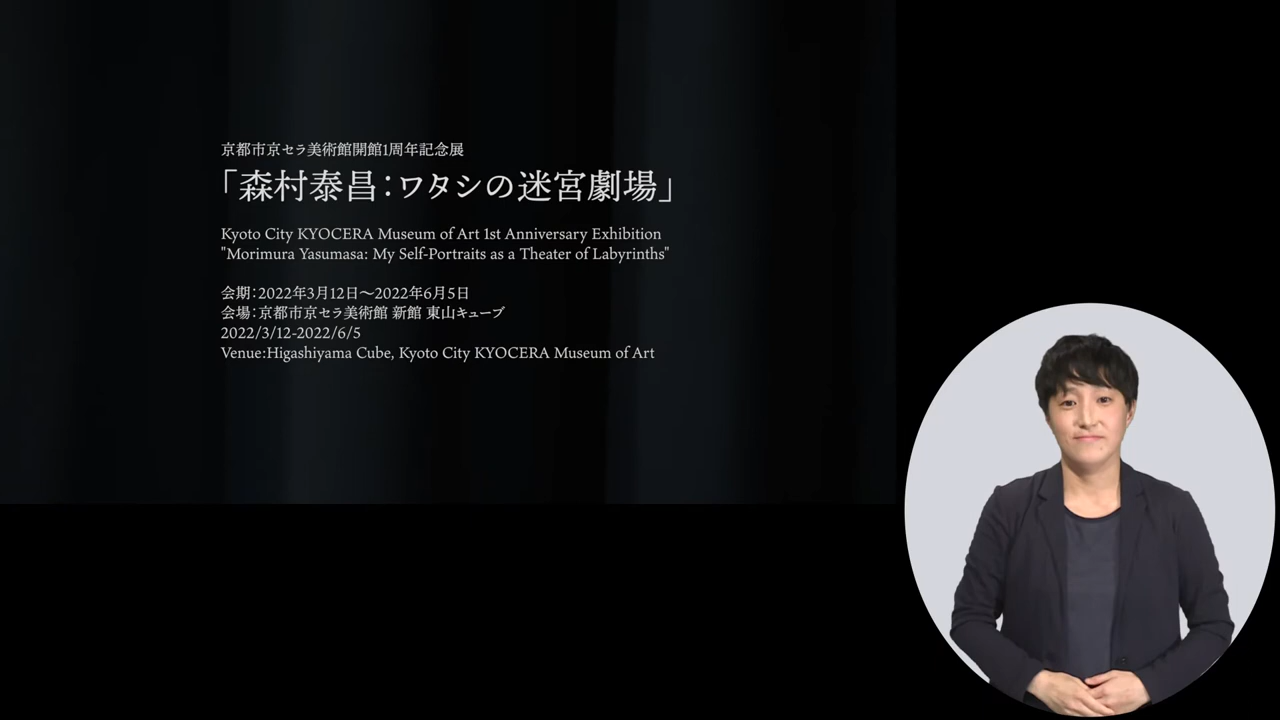 京都市京セラ美術館開館1周年記念展
「森村泰昌：ワタシの迷宮劇場」
Kyoto City KYOCERA Museum of Art 1st Anniversary Exhibition
"Morimura Yasumasa: My Self-Portraits as a Theater of Labyrinths"
会期：2022年3月12日〜2022年6月5日
会場：京都市京セラ美術館 新館 東山キューブ
2022/3/12-2022/6/5
Venue:Higashiyama Cube, Kyoto City KYOCERA Museum of Art